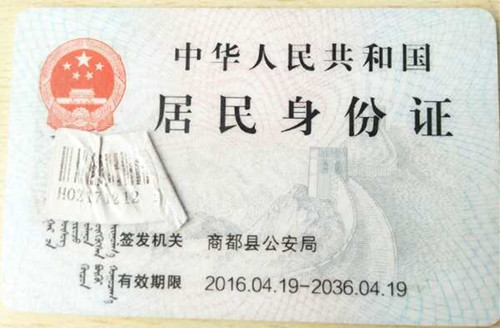 中华人民共和国
居民身份证
签发机关 商都县公安局
有效期限 2016.04.19-2036.04.19